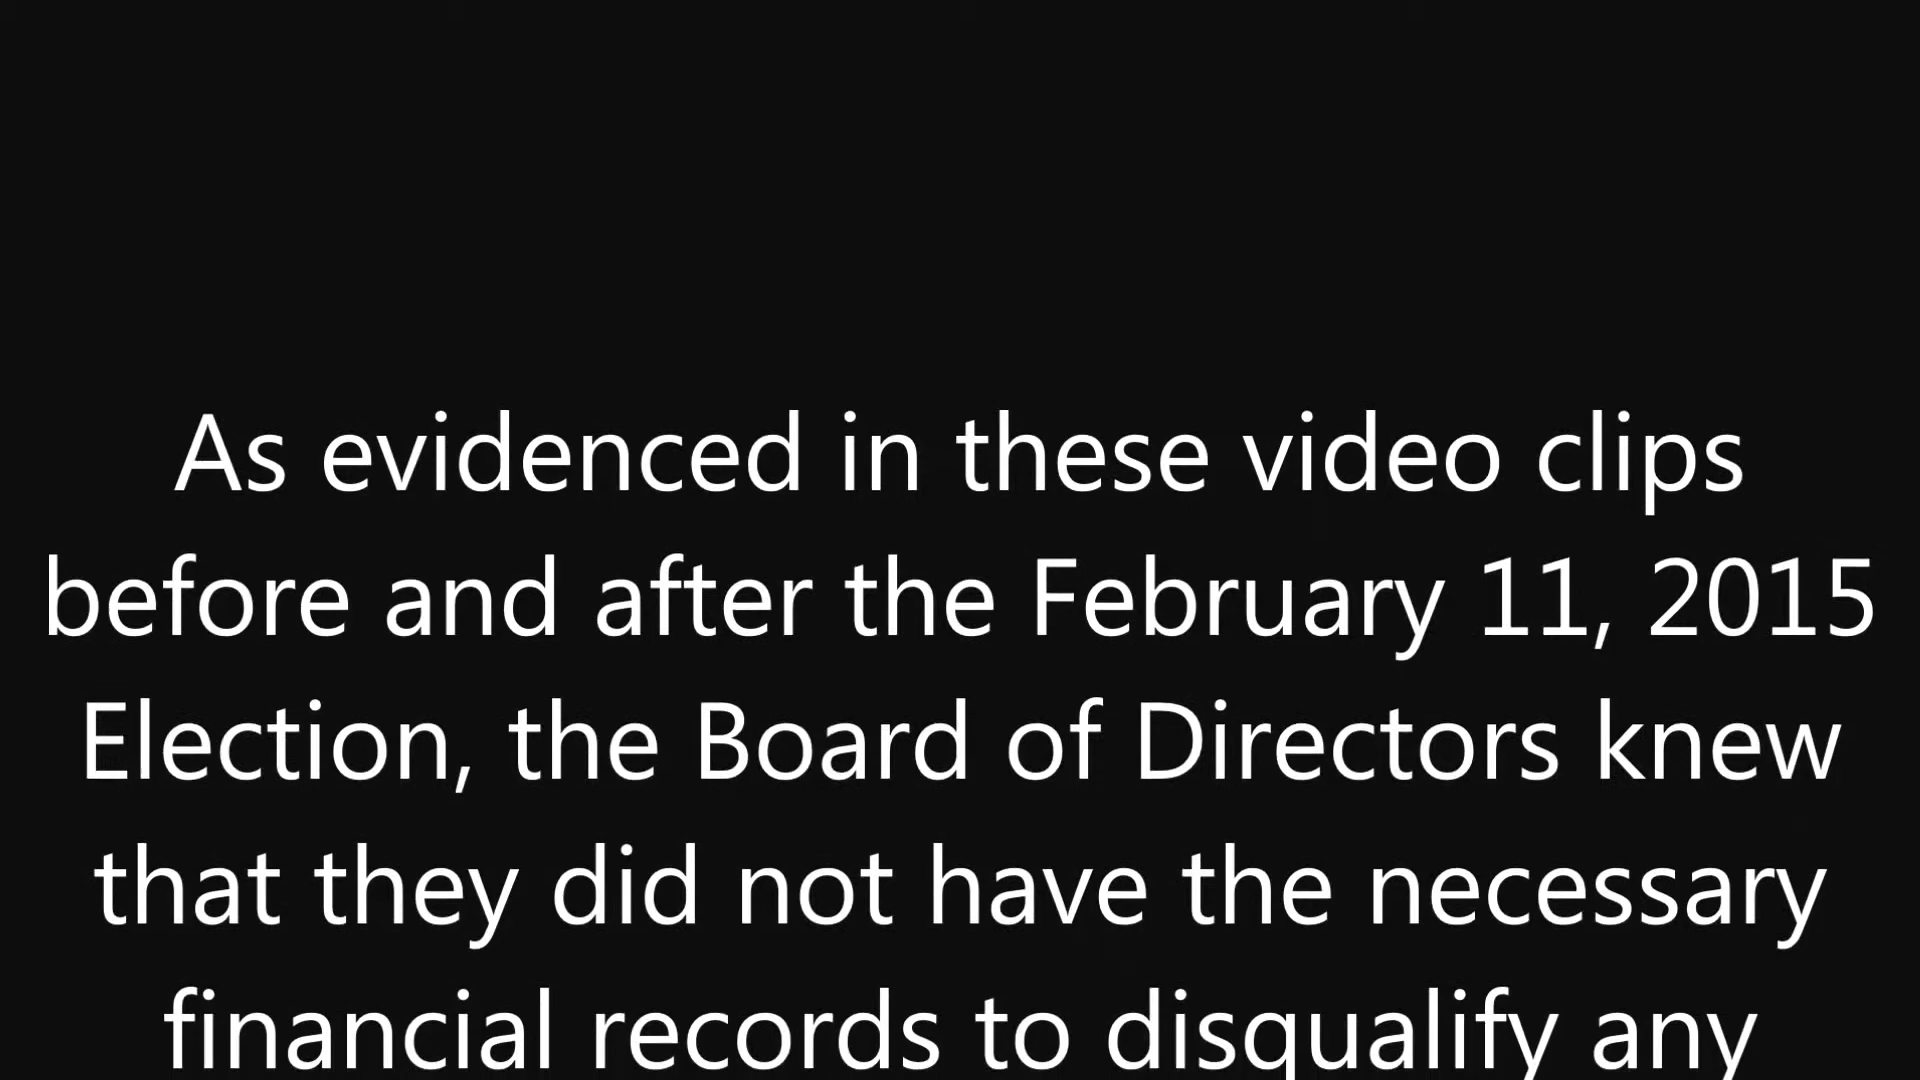 As evidenced in these video clips
before and after the February 11, 2015
Election, the Board of Directors knew
that they did not have the necessary
financial records to disqualify any